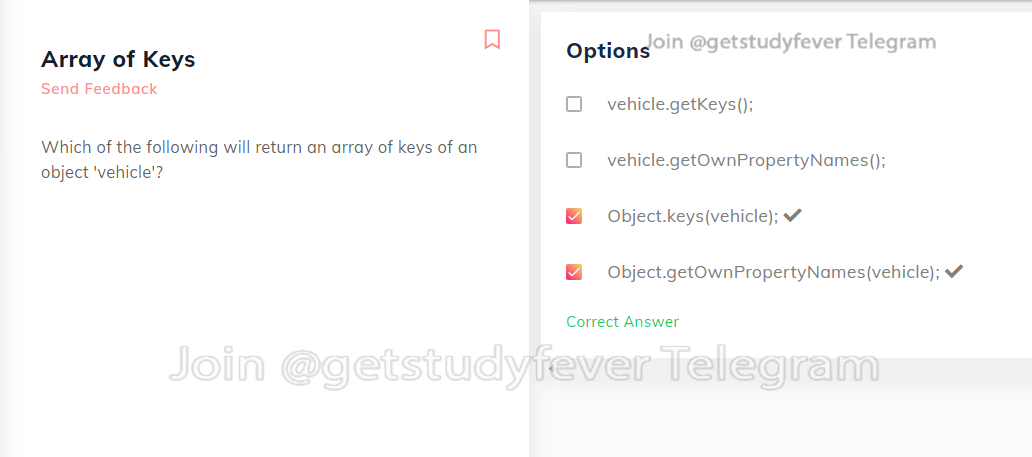 Array of Keys
Send Feedback
Which of the following will return an array of keys of an
object 'vehicle'?
Join @getstudyfever Telegram
Options
vehicle.getKeys();
vehicle.getOwnPropertyNames();
Object.keys(vehicle);
Object.getOwnPropertyNames(vehicle);
Correct Answer
Join @getstudyfever Telegram